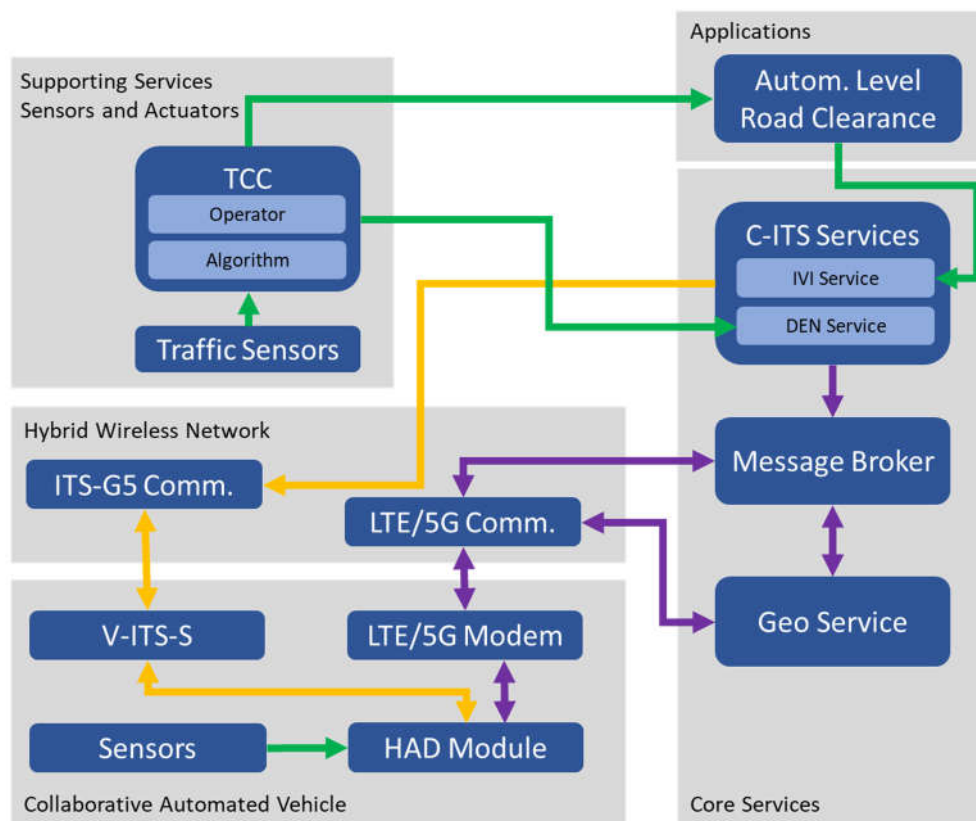 Supporting Services
Sensors and Actuators
TCC
Operator
Algorithm
Traffic Sensors
Applications
Autom. Level
Road Clearance
C-ITS Services
IVI Service
DEN Service
Message Broker
Geo Service
Core Services
Hybrid Wireless Network
ITS-G5 Comm.
LTE/5G Comm.
V-ITS-S
LTE/5G Modem
Sensors
HAD Module
Collaborative Automated Vehicle